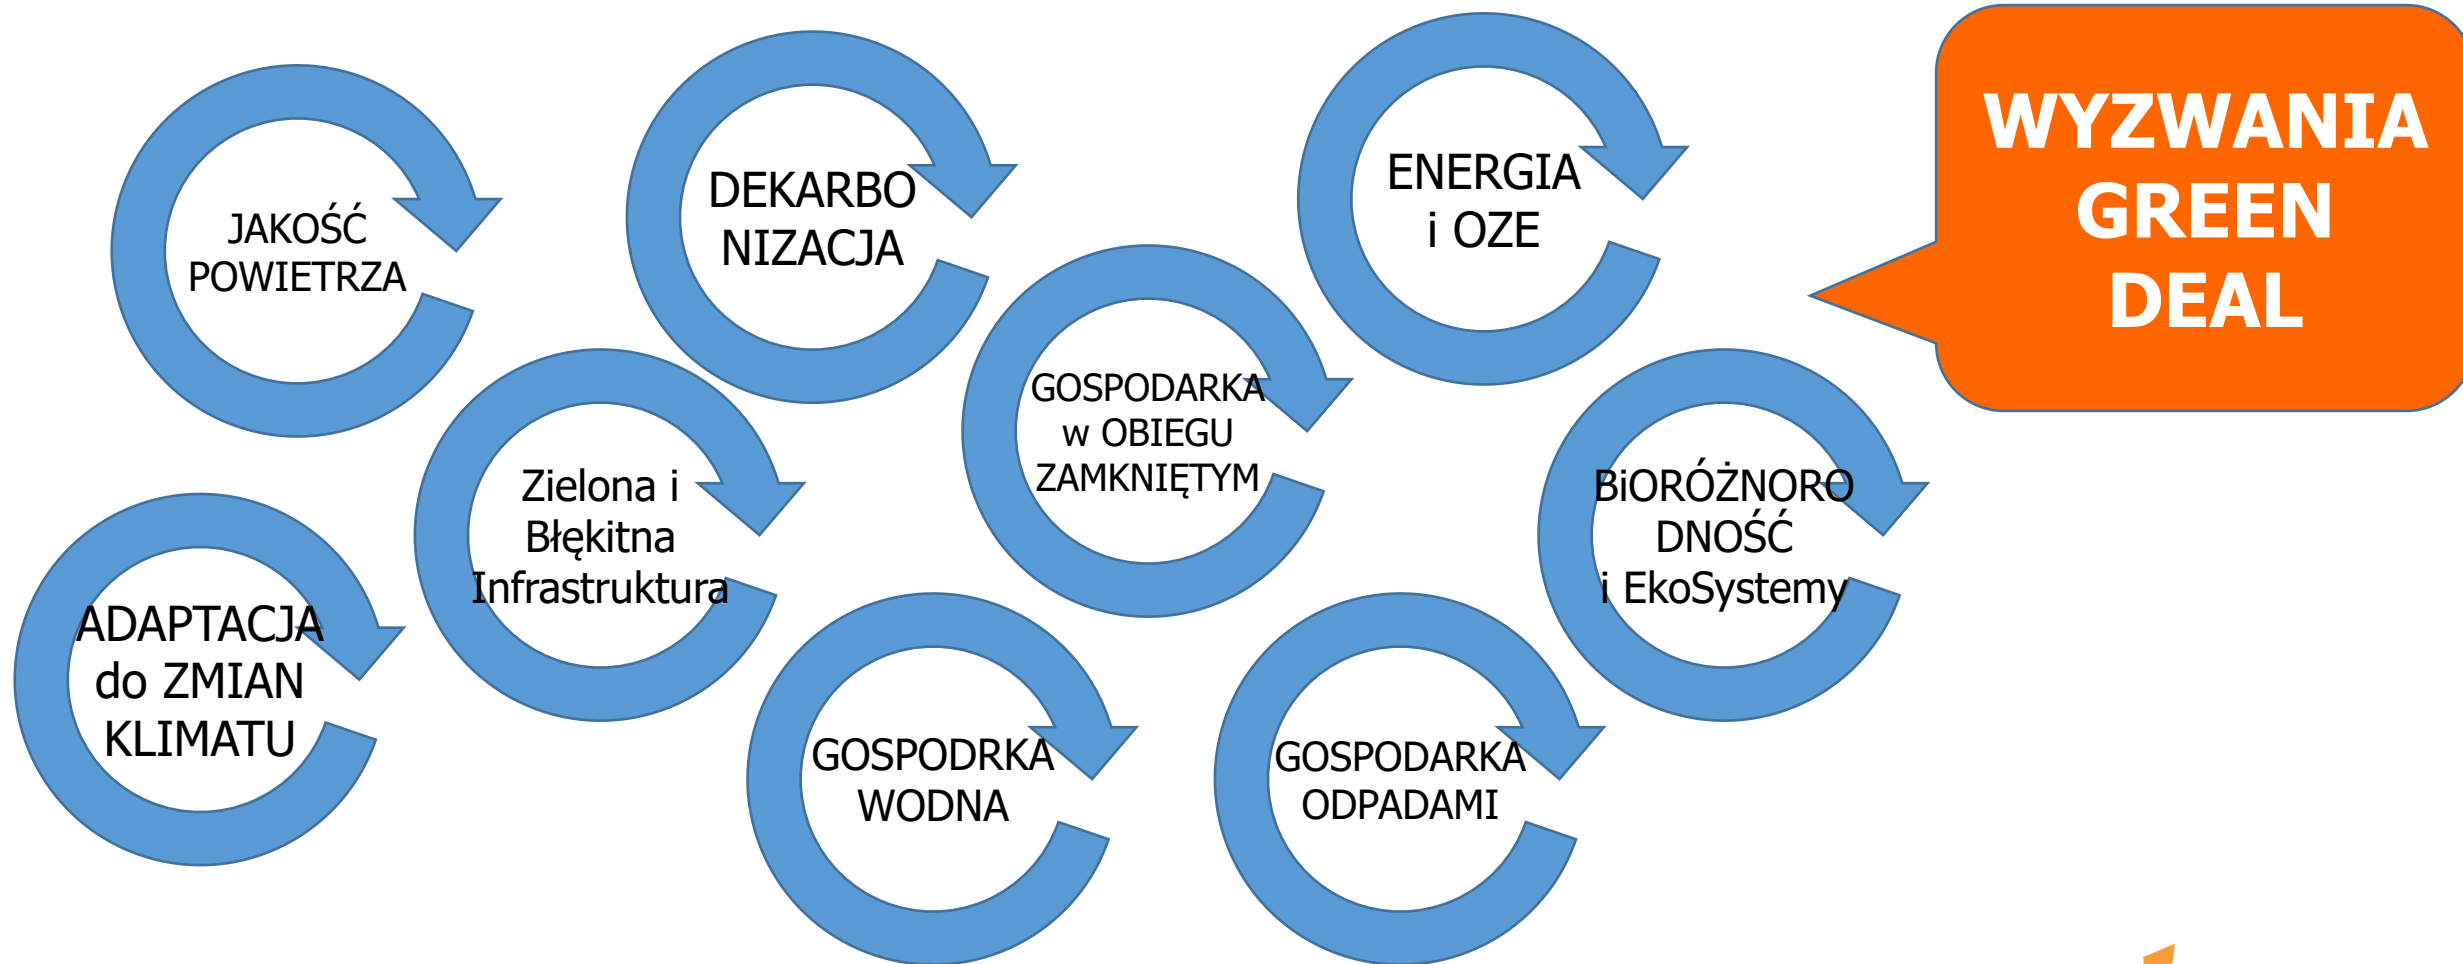 JAKOŚĆ
POWIETRZA
DEKARBO
NIZACJA
ENERGIA
i OZE
WYZWANIA
GREEN
DEAL
GOSPODARKA
w OBIEGU
ZAMKNIĘTYM
Zielona i
Błękitna
Infrastruktura
BiORÓŻNORO
DNOŚĆ
i EkoSystemy
ADAPTACJA
do ZMIAN
KLIMATU
GOSPODRKA
WODNA
GOSPODARKA
ODPADAMI